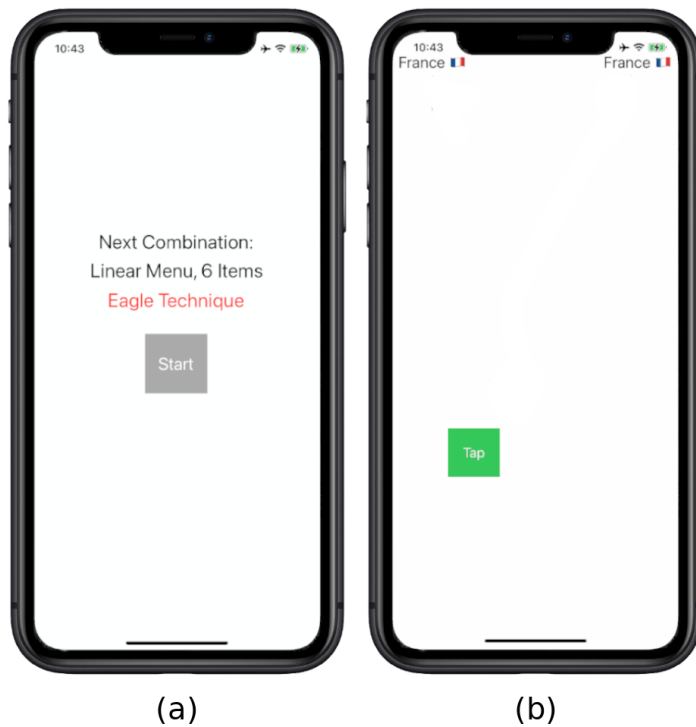 10:43
Next Combination:
Linear Menu, 6 Items
Eagle Technique
Start
(a)
10:43
France 🇫🇷 France 🇫🇷
Tap
(b)